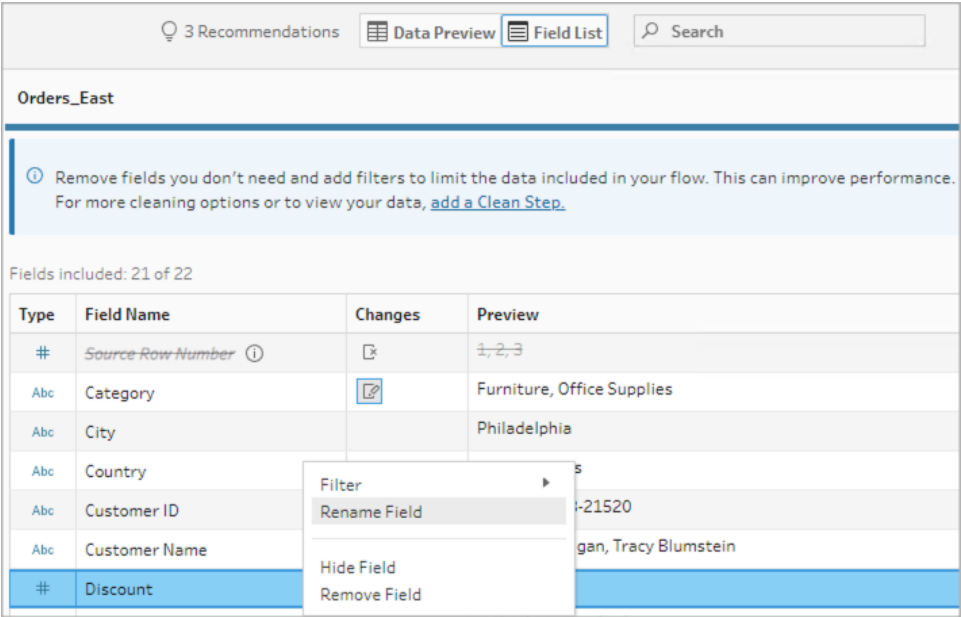 3 Recommendations Data Preview Field List Search
Orders_East
Remove fields you don't need and add filters to limit the data included in your flow. This can improve performance.
For more cleaning options or to view your data, add a Clean Step.
Fields included: 21 of 22
Type Field Name Changes Preview
# Source Row Number 1, 2, 3
Abc Category Furniture, Office Supplies
Abc City Philadelphia
Abc Country s
Filter
Abc Customer ID -21520
Rename Field
Abc Customer Name gan, Tracy Blumstein
Hide Field
# Discount
Remove Field